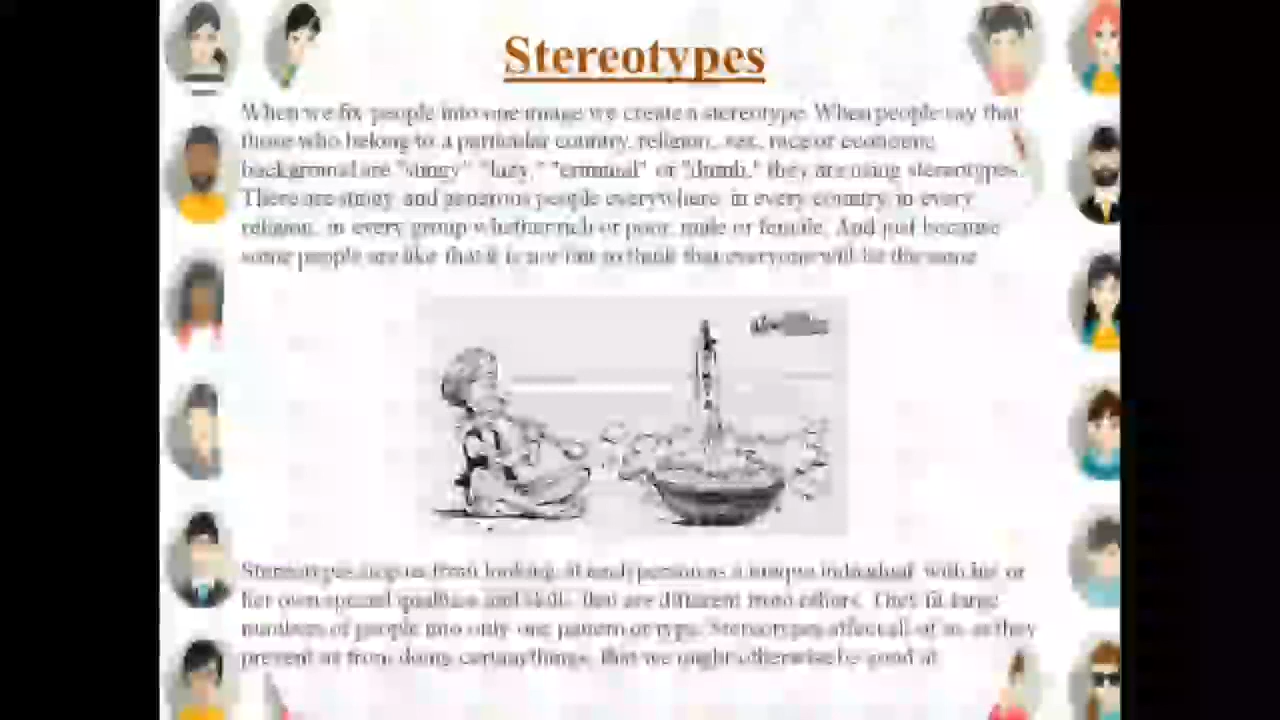 Stereotypes
When we fix people into one image we create a stereotype. When people say that
those who belong to a particular country, religion, sex, race or economic
background are "stingy" "lazy," "criminal" or "dumb," they are using stereotypes.
There are stingy and generous people everywhere, in every country, in every
religion, in every group whether rich or poor, male or female. And just because
some people are like that it is not fair to think that everyone will be the same
Stereotypes stop us from looking at each person as a unique individual with his or
her own special qualities and skills that are different from others. They fit large
numbers of people into only one pattern or type. Stereotypes affect all of us as they
prevent us from doing certain things, that we might otherwise be good at